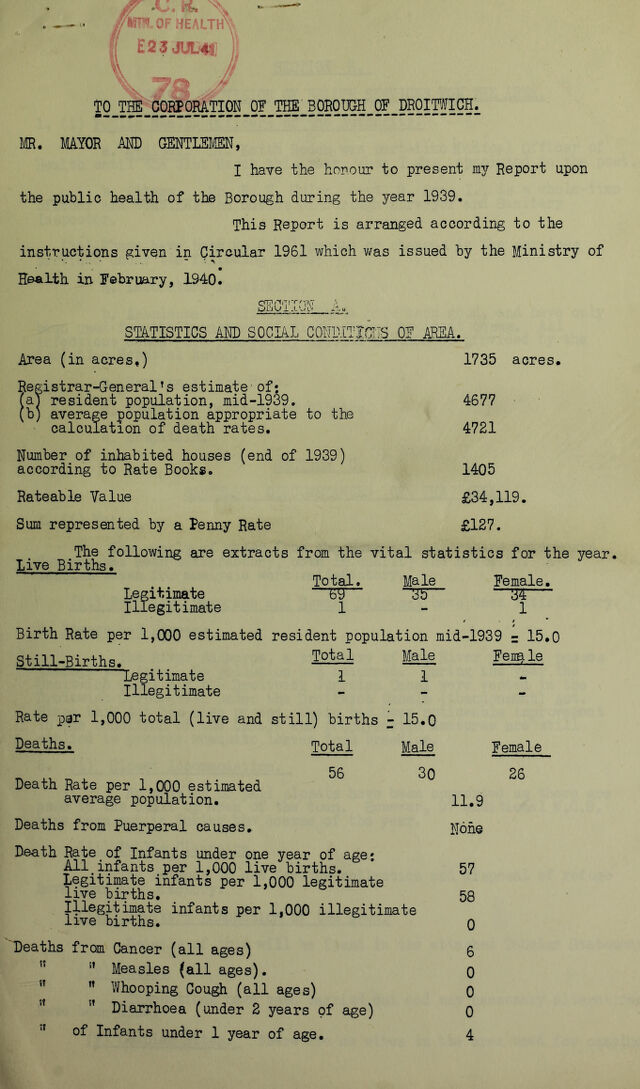 C. R.
MIN. OF HEALTH
E23 JUL41
78
TO THE CORPORATION OF THE BOROUGH OF DROITWICH.
MR. MAYOR AND GENTLEMEN,
I have the honour to present my Report upon
the public health of the Borough during the year 1939.
This Report is arranged according to the
instructions given in Circular 1961 which was issued by the Ministry of
Health in February, 1940.
SECTION A.
STATISTICS AND SOCIAL CONDITIONS OF AREA.
Area (in acres.) 1735 acres.
Registrar-General's estimate of:
(a) resident population, mid-1939. 4677
(b) average population appropriate to the
calculation of death rates. 4721
Number of inhabited houses (end of 1939)
according to Rate Books. 1405
Rateable Value £34,119.
Sum represented by a Penny Rate £127.
The following are extracts from the vital statistics for the year.
Live Births.
Total. Male Female.
Legitimate 69 35 34
Illegitimate 1 - 1
Birth Rate per 1,000 estimated resident population mid-1939 = 15.0
Still-Births. Total Male Female
Legitimate 1 1 -
Illegitimate - - -
Rate per 1,000 total (live and still) births = 15.0
Deaths. Total Male Female
56 30 26
Death Rate per 1,000 estimated
average population. 11.9
Deaths from Puerperal causes. None
Death Rate of Infants under one year of age:
All infants per 1,000 live births. 57
Legitimate infants per 1,000 legitimate
live births. 58
Illegitimate infants per 1,000 illegitimate
live births. 0
Deaths from Cancer (all ages) 6
" " Measles (all ages). 0
" " Whooping Cough (all ages) 0
" " Diarrhoea (under 2 years of age) 0
" of Infants under 1 year of age. 4